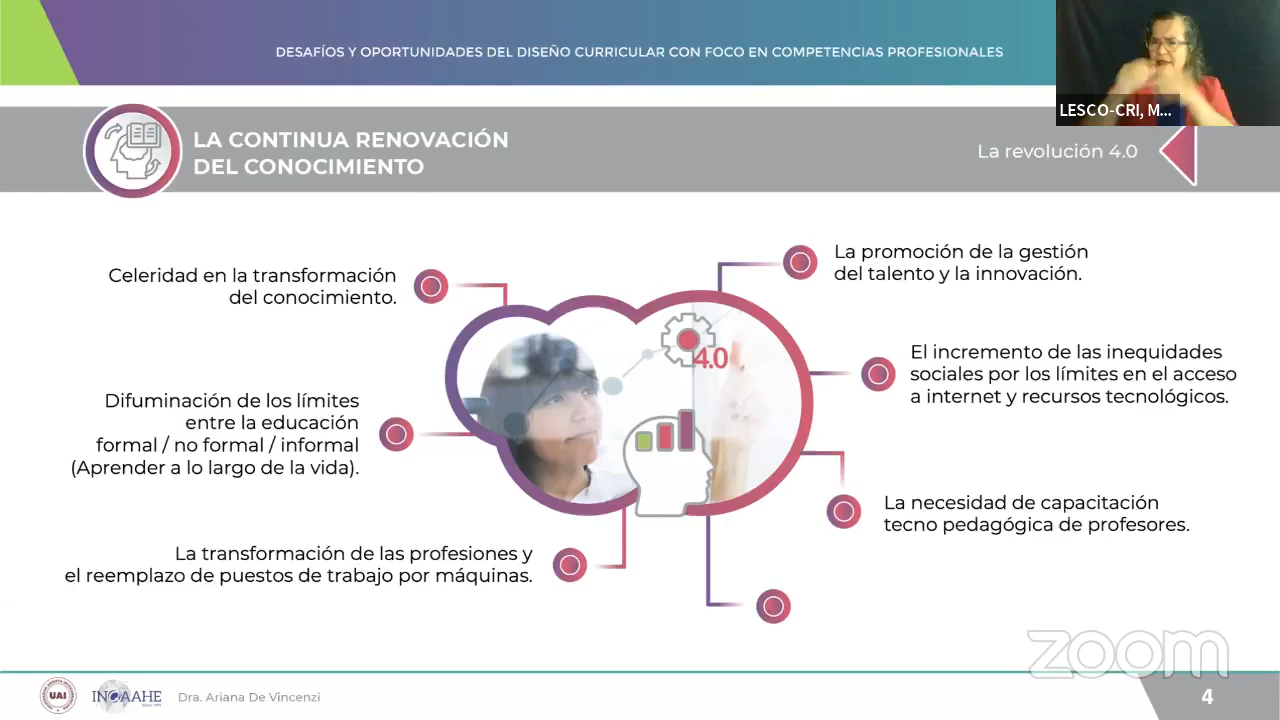 DESAFÍOS Y OPORTUNIDADES DEL DISEÑO CURRICULAR CON FOCO EN COMPETENCIAS PROFESIONALES
LESCO-CRI, M...
LA CONTINUA RENOVACIÓN
DEL CONOCIMIENTO
La revolución 4.0
Celeridad en la transformación
del conocimiento.
Difuminación de los límites
entre la educación
formal / no formal / informal
(Aprender a lo largo de la vida).
La transformación de las profesiones y
el reemplazo de puestos de trabajo por máquinas.
4.0
La promoción de la gestión
del talento y la innovación.
El incremento de las inequidades
sociales por los límites en el acceso
a internet y recursos tecnológicos.
La necesidad de capacitación
tecno pedagógica de profesores.
zoom
UAI
INQAAHE
Dra. Ariana De Vincenzi
4